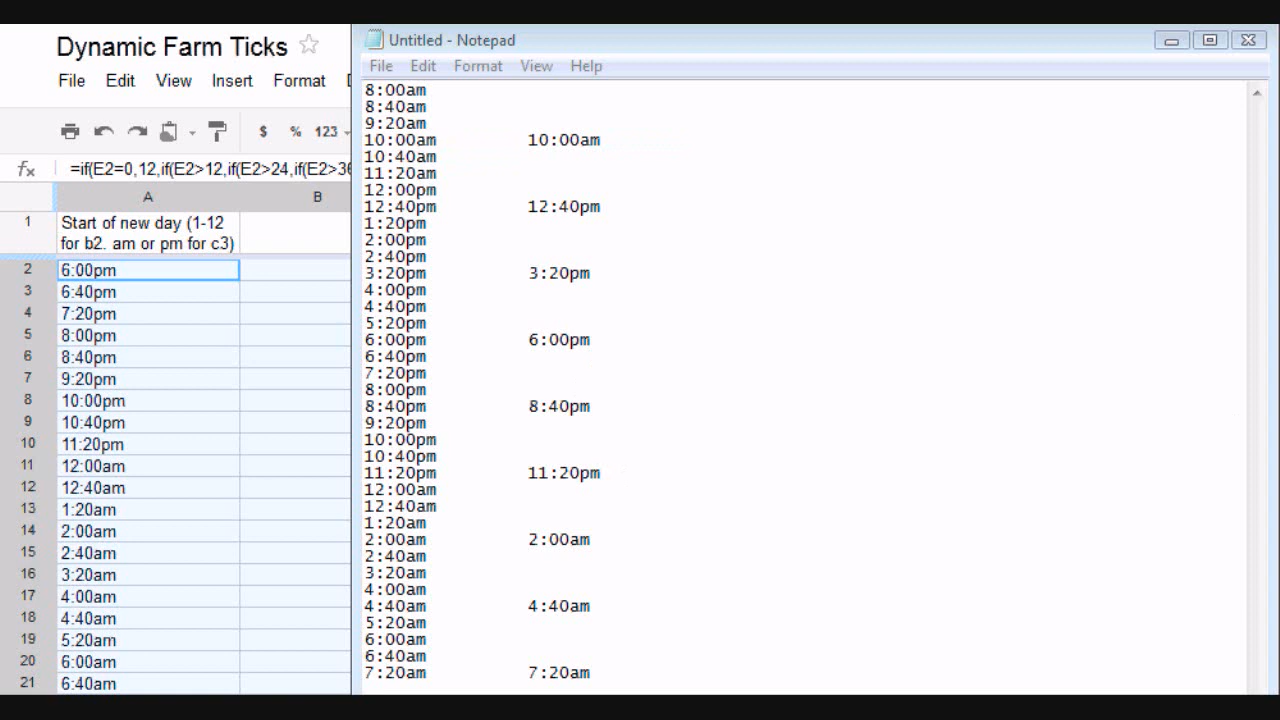 Dynamic Farm Ticks
File Edit View Insert Format
$ % 123
fx =if(E2=0,12,if(E2>12,if(E2>24,if(E2>36
A B
1 Start of new day (1-12
for b2. am or pm for c3)
2 6:00pm
3 6:40pm
4 7:20pm
5 8:00pm
6 8:40pm
7 9:20pm
8 10:00pm
9 10:40pm
10 11:20pm
11 12:00am
12 12:40am
13 1:20am
14 2:00am
15 2:40am
16 3:20am
17 4:00am
18 4:40am
19 5:20am
20 6:00am
21 6:40am
Untitled - Notepad
File Edit Format View Help
8:00am
8:40am
9:20am
10:00am 10:00am
10:40am
11:20am
12:00pm
12:40pm 12:40pm
1:20pm
2:00pm
2:40pm
3:20pm 3:20pm
4:00pm
4:40pm
5:20pm
6:00pm 6:00pm
6:40pm
7:20pm
8:00pm
8:40pm 8:40pm
9:20pm
10:00pm
10:40pm
11:20pm 11:20pm
12:00am
12:40am
1:20am
2:00am 2:00am
2:40am
3:20am
4:00am
4:40am 4:40am
5:20am
6:00am
6:40am
7:20am 7:20am